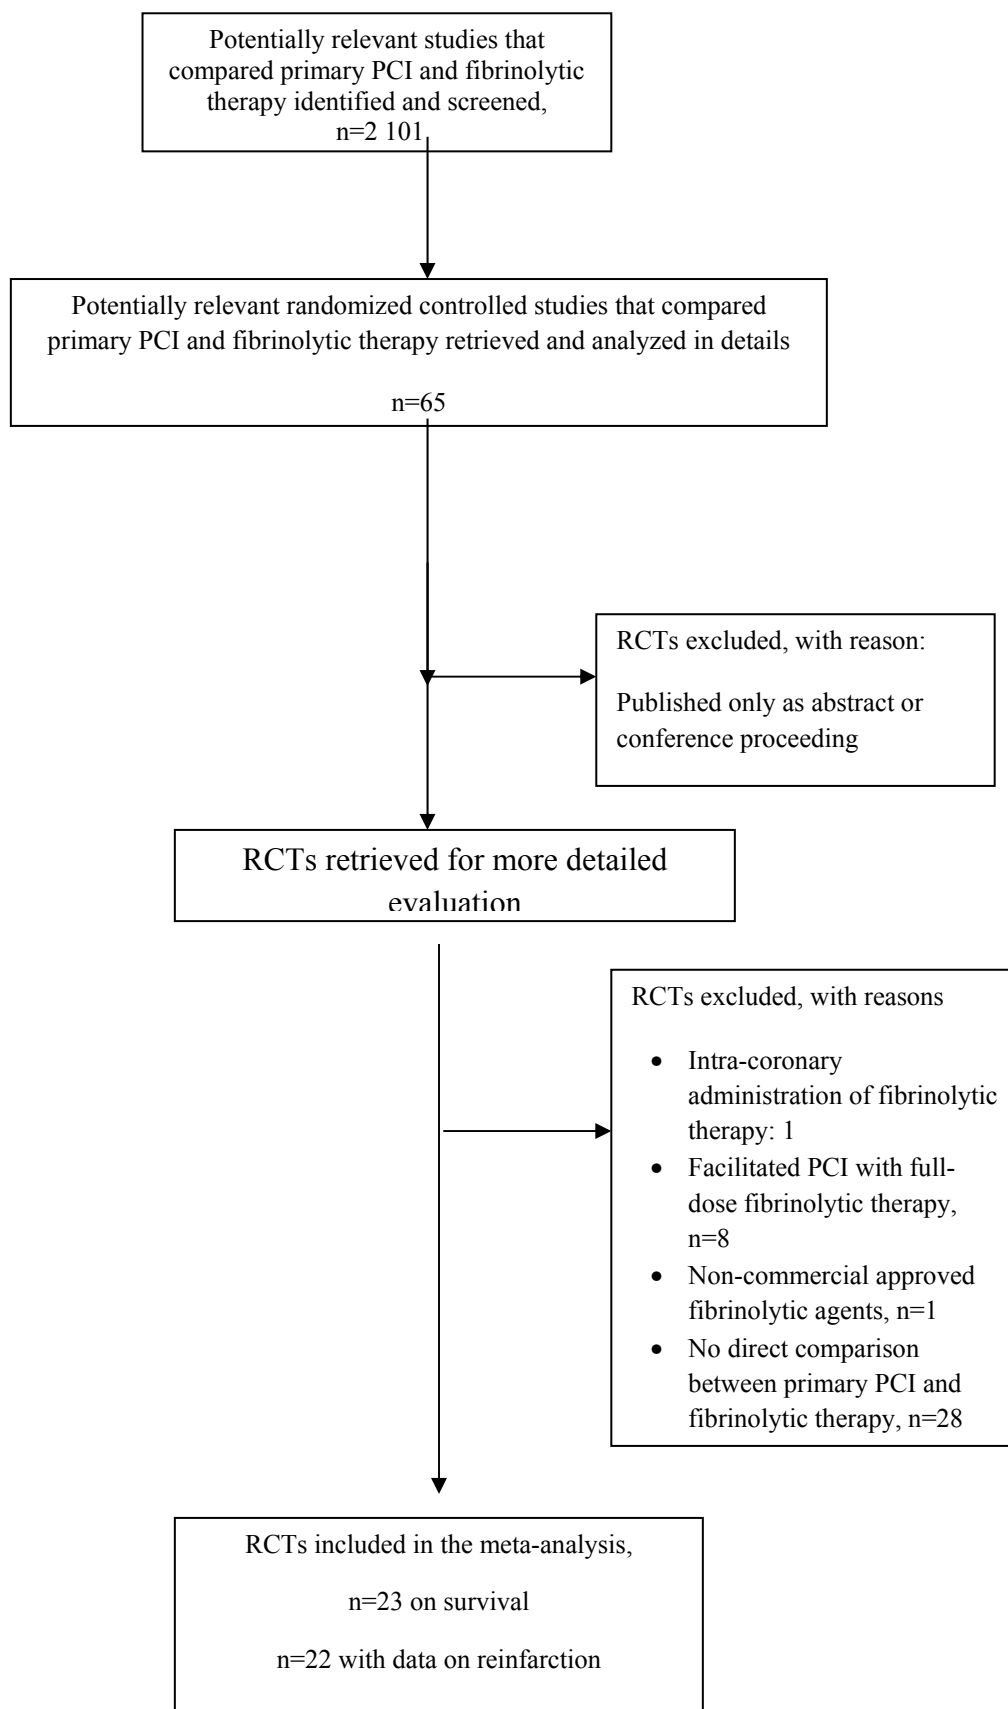 Potentially relevant studies that
compared primary PCI and fibrinolytic
therapy identified and screened,
n=2 101
Potentially relevant randomized controlled studies that compared
primary PCI and fibrinolytic therapy retrieved and analyzed in details
n=65
RCTs excluded, with reason:
Published only as abstract or
conference proceeding
RCTs retrieved for more detailed
evaluation
RCTs excluded, with reasons
• Intra-coronary
administration of fibrinolytic
therapy: 1
• Facilitated PCI with full-
dose fibrinolytic therapy,
n=8
• Non-commercial approved
fibrinolytic agents, n=1
• No direct comparison
between primary PCI and
fibrinolytic therapy, n=28
RCTs included in the meta-analysis,
n=23 on survival
n=22 with data on reinfarction